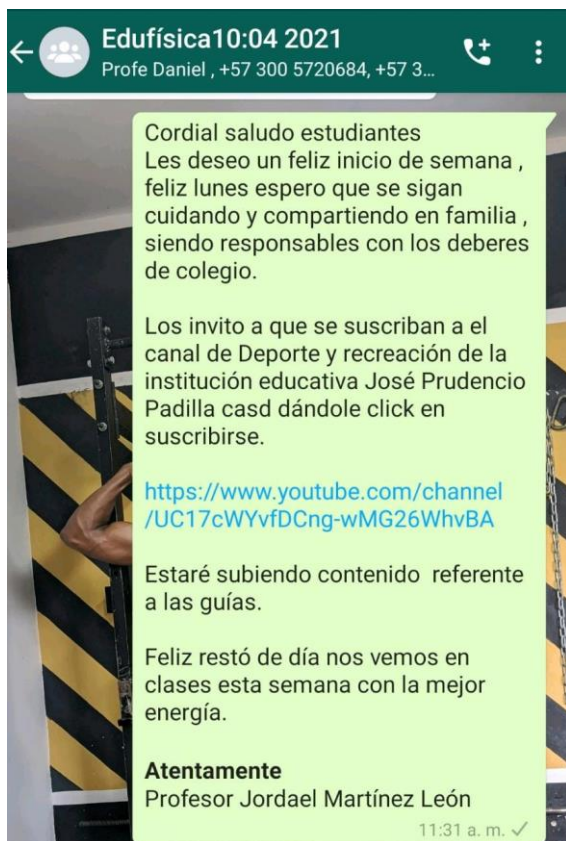 Edufísica10:04 2021
Profe Daniel , +57 300 5720684, +57 3...
Cordial saludo estudiantes
Les deseo un feliz inicio de semana ,
feliz lunes espero que se sigan
cuidando y compartiendo en familia ,
siendo responsables con los deberes
de colegio.
Los invito a que se suscriban a el
canal de Deporte y recreación de la
institución educativa José Prudencio
Padilla casd dándole click en
suscribirse.
https://www.youtube.com/channel
/UC17cWYvfDCng-wMG26WhvBA
Estaré subiendo contenido  referente
a las guías.
Feliz restó de día nos vemos en
clases esta semana con la mejor
energía.
Atentamente
Profesor Jordael Martínez León
11:31 a. m.